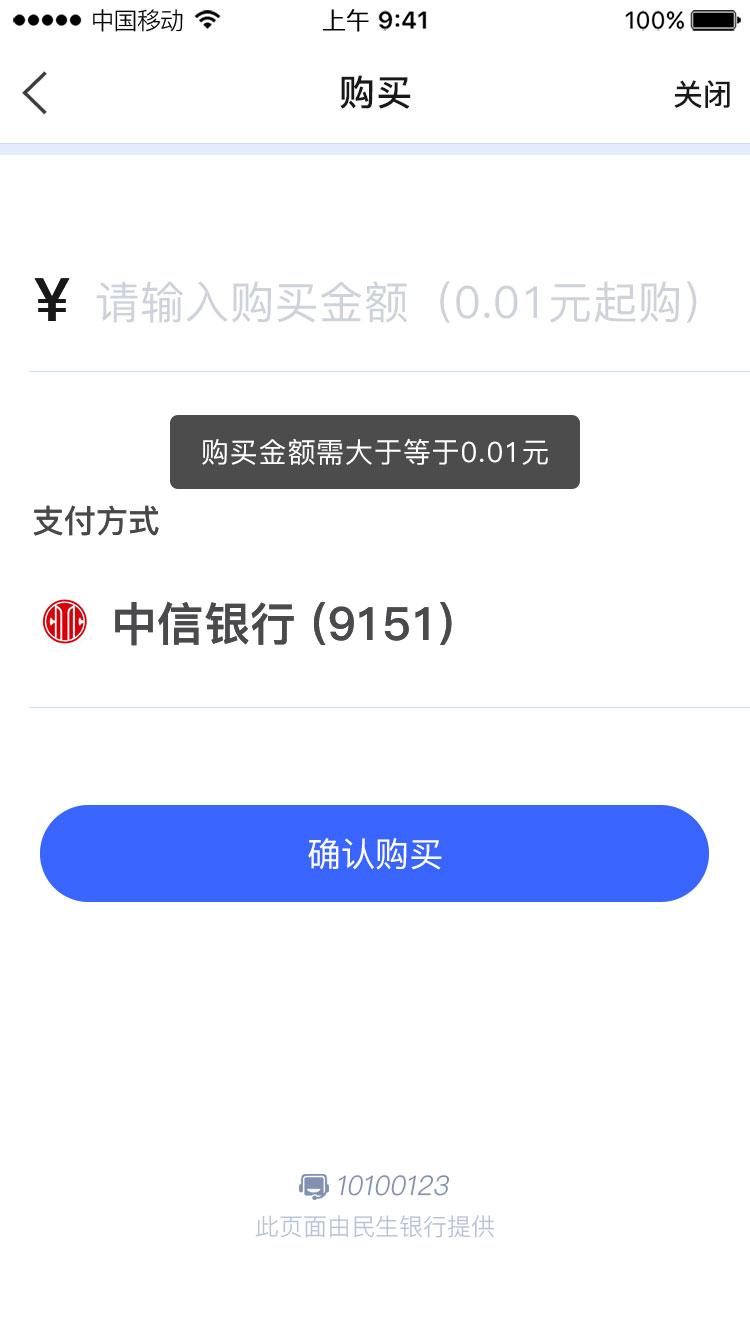 中国移动 上午 9:41 100%
购买 关闭
¥ 请输入购买金额（0.01元起购）
购买金额需大于等于0.01元
支付方式
中信银行 (9151)
确认购买
10100123
此页面由民生银行提供